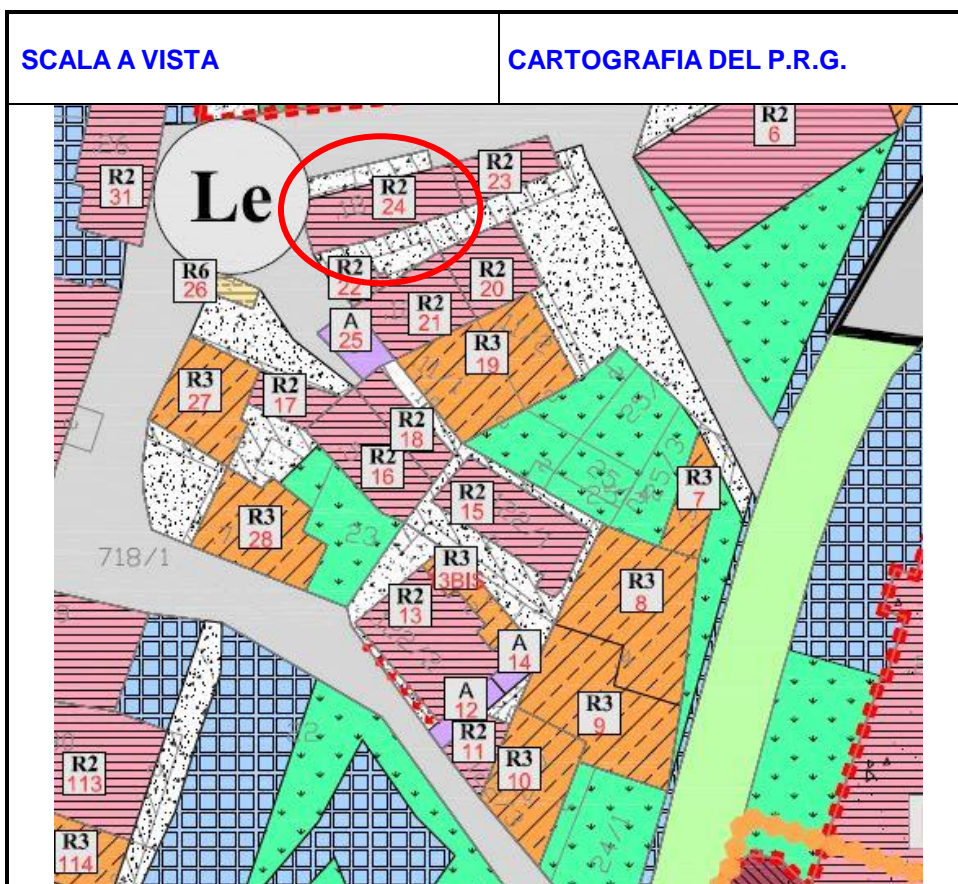 SCALA A VISTA
CARTOGRAFIA DEL P.R.G.
R2
6
R2
31
Le
R2
24
R2
23
R6
26
R2
22
R2
20
A
25
R2
21
R3
19
R3
27
R2
17
R2
18
R2
16
R3
7
R2
15
R3
28
23
718/1
R3
3BIS
R2
13
R3
8
A
14
A
12
R3
9
R2
11
R3
10
R2
113
R3
114
24/1